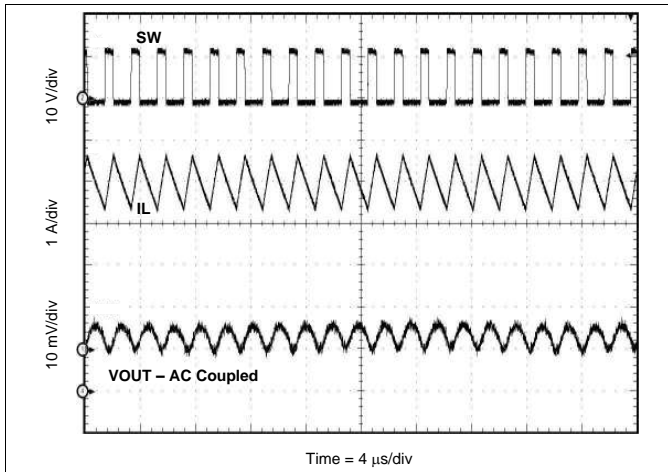 SW
10 V/div
1 A/div
IL
10 mV/div
VOUT – AC Coupled
Time = 4 μs/div